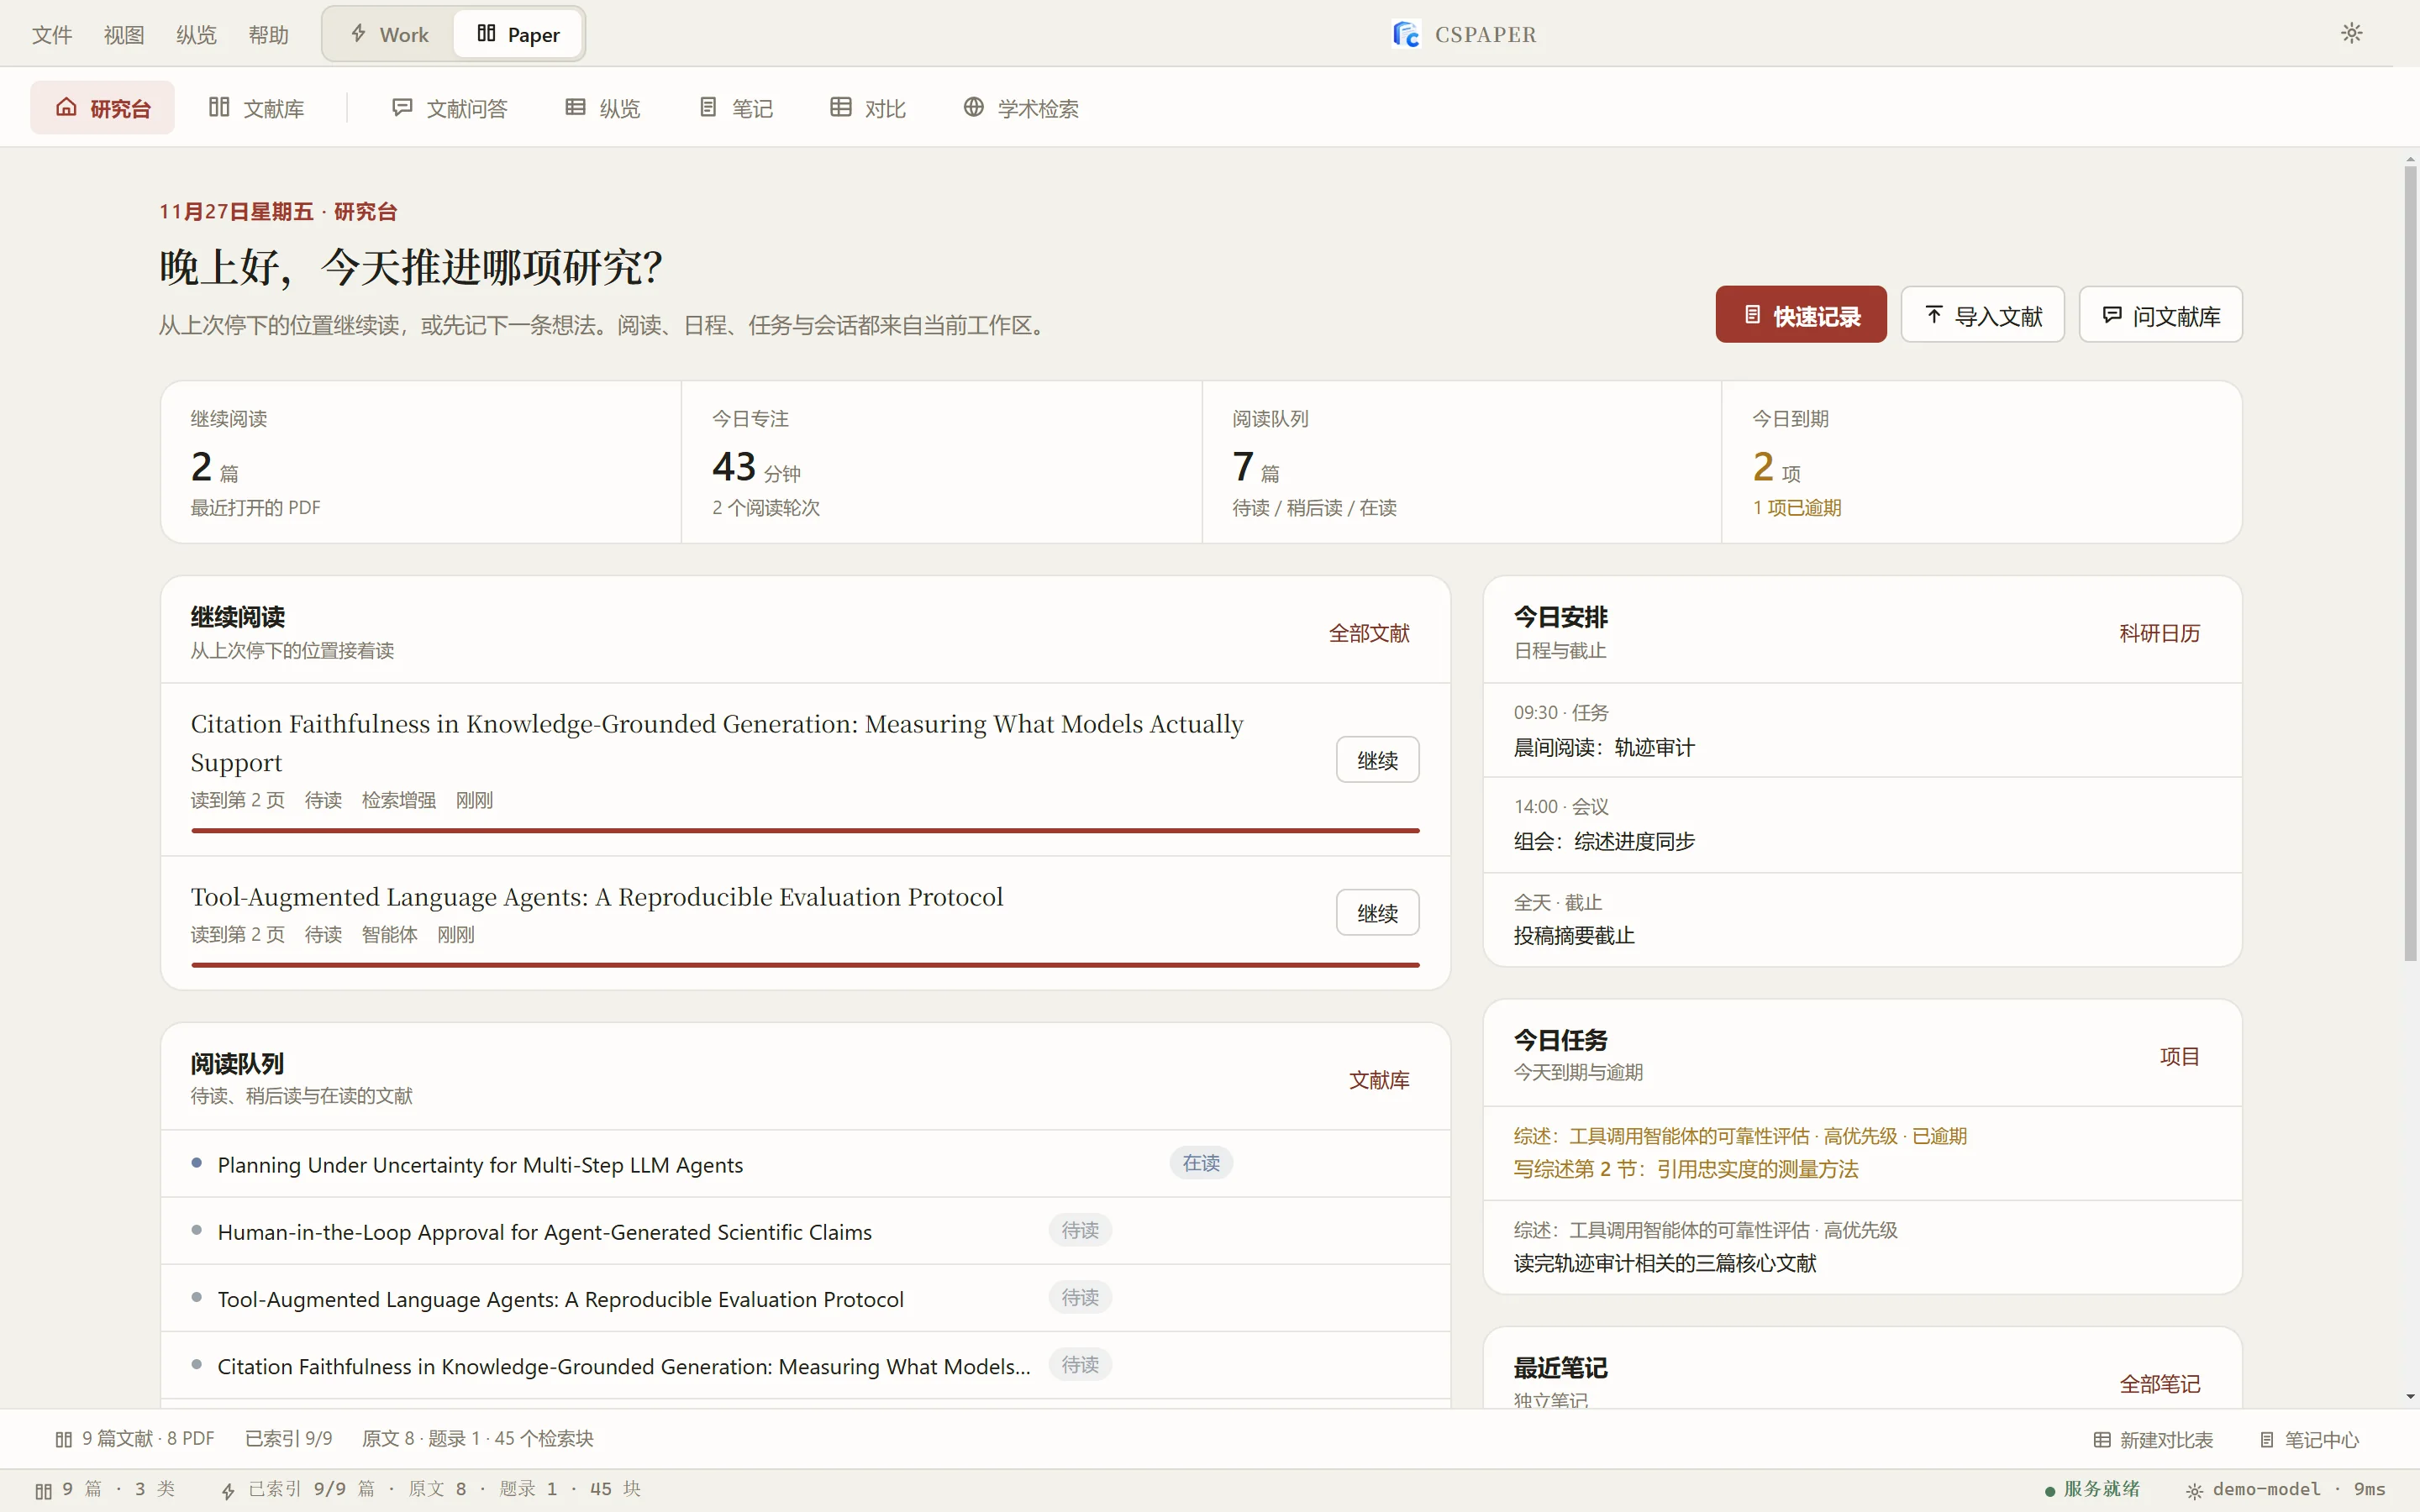 文件 视图 纵览 帮助 Work Paper CSPAPER
研究台 文献库 文献问答 纵览 笔记 对比 学术检索
11月27日星期五 · 研究台
晚上好，今天推进哪项研究？
从上次停下的位置继续读，或先记下一条想法。阅读、日程、任务与会话都来自当前工作区。
快速记录 导入文献 问文献库
继续阅读
2 篇
最近打开的 PDF
今日专注
43 分钟
2 个阅读轮次
阅读队列
7 篇
待读 / 稍后读 / 在读
今日到期
2 项
1 项已逾期
继续阅读
从上次停下的位置接着读
全部文献
Citation Faithfulness in Knowledge-Grounded Generation: Measuring What Models Actually
Support
读到第 2 页 待读 检索增强 刚刚
继续
Tool-Augmented Language Agents: A Reproducible Evaluation Protocol
读到第 2 页 待读 智能体 刚刚
继续
阅读队列
待读、稍后读与在读的文献
文献库
Planning Under Uncertainty for Multi-Step LLM Agents 在读
Human-in-the-Loop Approval for Agent-Generated Scientific Claims 待读
Tool-Augmented Language Agents: A Reproducible Evaluation Protocol 待读
Citation Faithfulness in Knowledge-Grounded Generation: Measuring What Models... 待读
今日安排
日程与截止
科研日历
09:30 · 任务
晨间阅读：轨迹审计
14:00 · 会议
组会：综述进度同步
全天 · 截止
投稿摘要截止
今日任务
今天到期与逾期
项目
综述：工具调用智能体的可靠性评估 · 高优先级 · 已逾期
写综述第 2 节：引用忠实度的测量方法
综述：工具调用智能体的可靠性评估 · 高优先级
读完轨迹审计相关的三篇核心文献
最近笔记
独立笔记
全部笔记
9 篇文献 · 8 PDF 已索引 9/9 原文 8 · 题录 1 · 45 个检索块 新建对比表 笔记中心
9 篇 · 3 类 已索引 9/9 篇 · 原文 8 · 题录 1 · 45 块 服务就绪 demo-model · 9ms